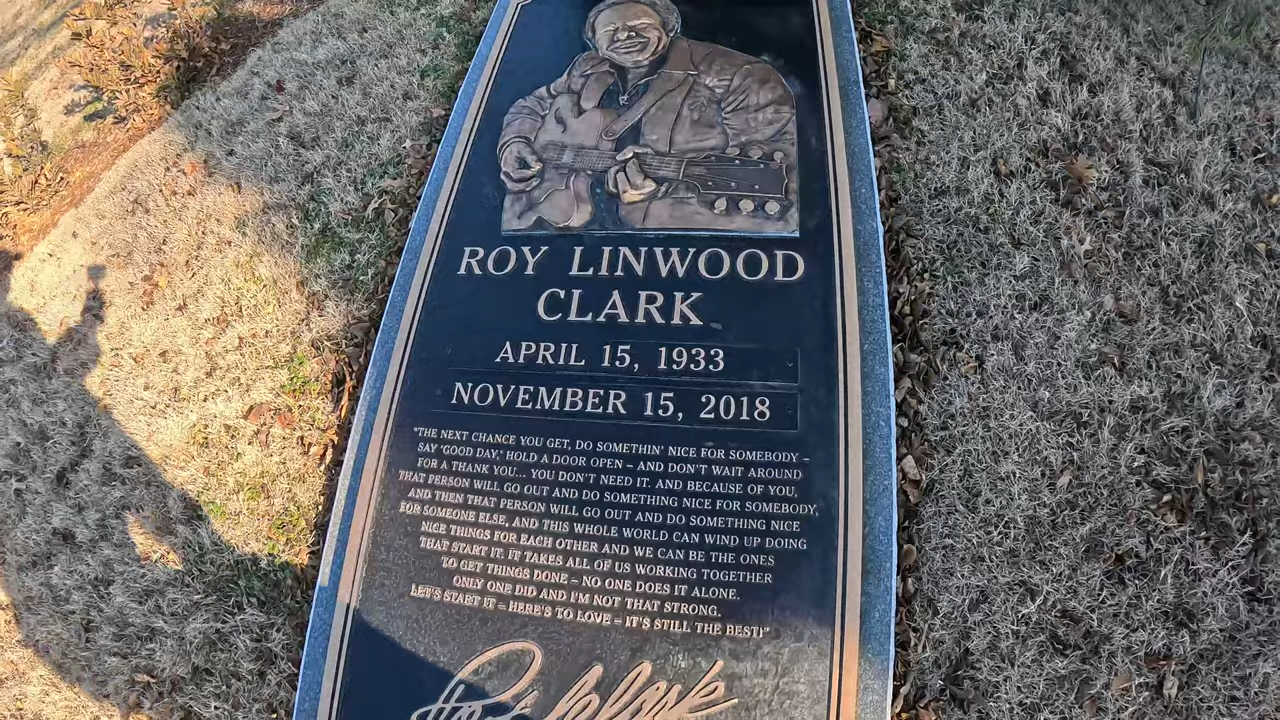 ROY LINWOOD
CLARK
APRIL 15, 1933
NOVEMBER 15, 2018
"THE NEXT CHANCE YOU GET, DO SOMETHIN' NICE FOR SOMEBODY –
SAY 'GOOD DAY,' HOLD A DOOR OPEN – AND DON'T WAIT AROUND
FOR A THANK YOU... YOU DON'T NEED IT. AND BECAUSE OF YOU,
THAT PERSON WILL GO OUT AND DO SOMETHING NICE FOR SOMEBODY,
AND THEN THAT PERSON WILL GO OUT AND DO SOMETHING NICE
FOR SOMEONE ELSE, AND THIS WHOLE WORLD CAN WIND UP DOING
NICE THINGS FOR EACH OTHER AND WE CAN BE THE ONES
THAT START IT. IT TAKES ALL OF US WORKING TOGETHER
TO GET THINGS DONE – NO ONE DOES IT ALONE.
ONLY ONE DID AND I'M NOT THAT STRONG.
LET'S START IT – HERE'S TO LOVE – IT'S STILL THE BEST!"
Roy Clark